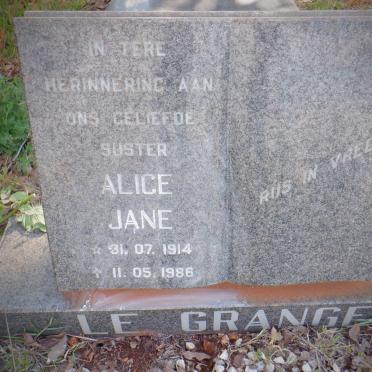 IN TERE
HERINNERING AAN
ONS GELIEFDE
SUSTER
ALICE
JANE
☆ 31. 07. 1914
✝ 11. 05. 1986
RUS IN
LE GRANGE